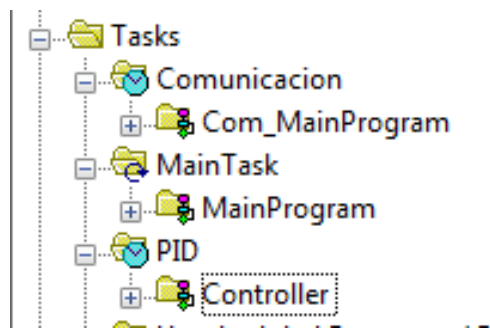 Tasks
Comunicacion
Com_MainProgram
MainTask
MainProgram
PID
Controller